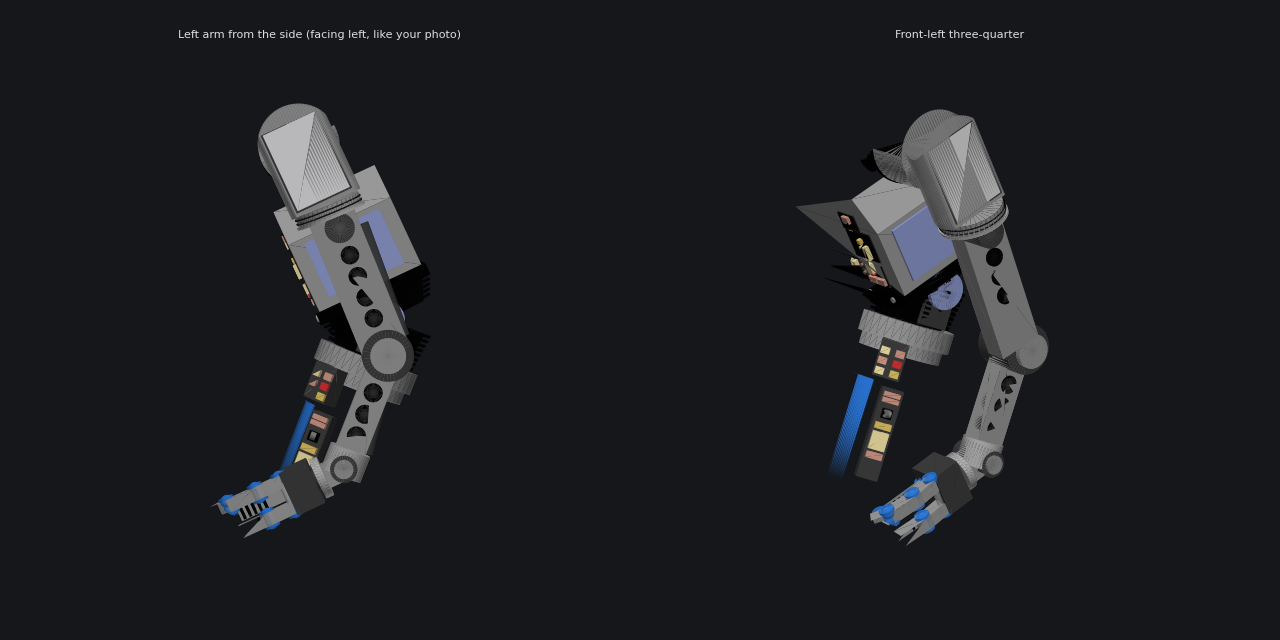 Left arm from the side (facing left, like your photo)
Front-left three-quarter